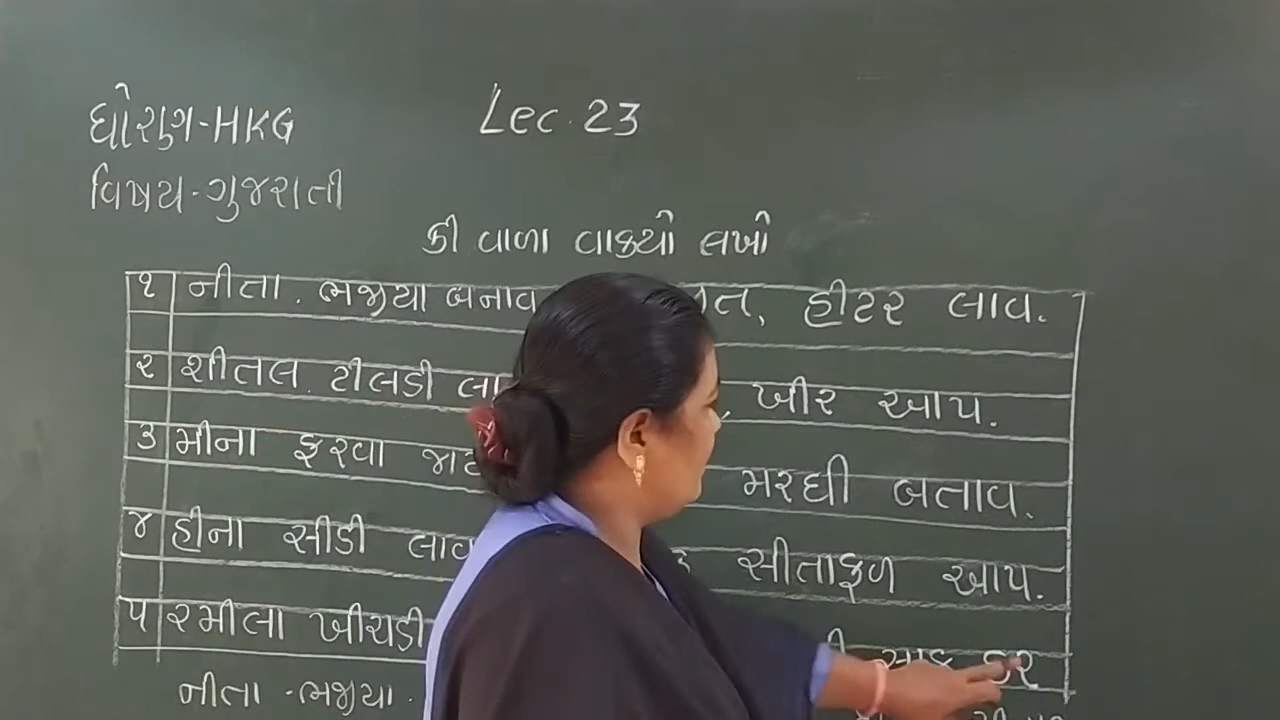 ધોરણ-HKG
Lec. 23
વિષય-ગુજરાતી
કી વાળા વાકયો લખો
૧ નીતા. ભજીયા બનાવ હીટર લાવ.
૨ શીતલ. ટીલડી ખીર આપ.
૩ મીના ફરવા મરઘી બતાવ.
૪ હીના સીડી લાવ સીતાફળ આપ.
૫ રમીલા ખીચડી સાફ કર
નીતા - ભજીયા.